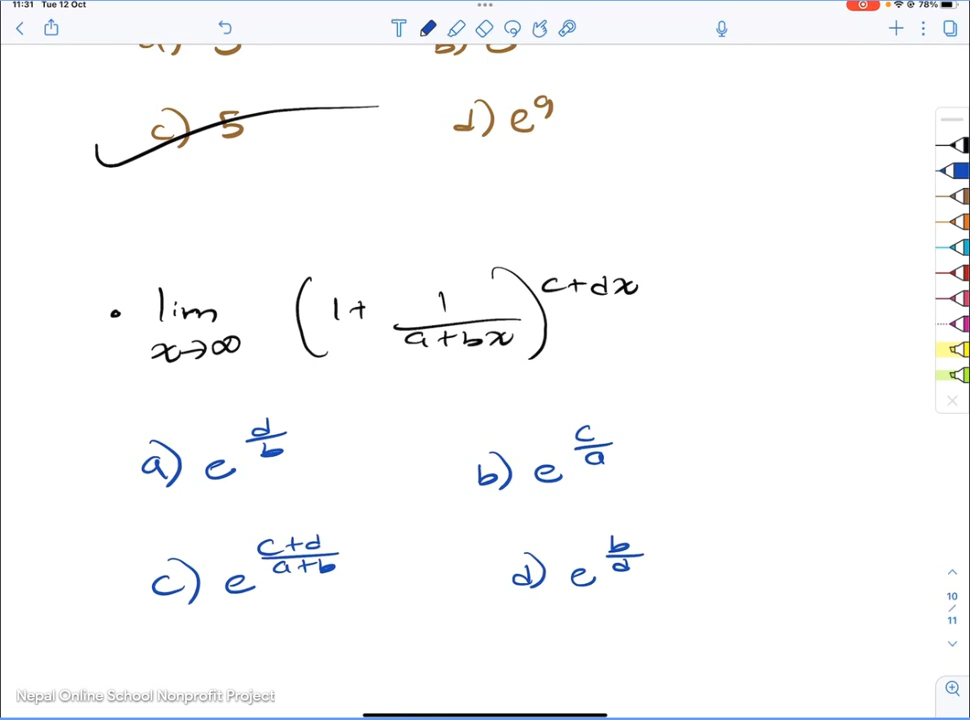 11:31 Tue 12 Oct
78%
c) 5 d) e^9
• lim x→∞ (1 + 1/(a+bx))^(c+dx)
a) e^(d/b) b) e^(c/a)
c) e^((c+d)/(a+b)) d) e^(b/d)
10
/
11
Nepal Online School Nonprofit Project